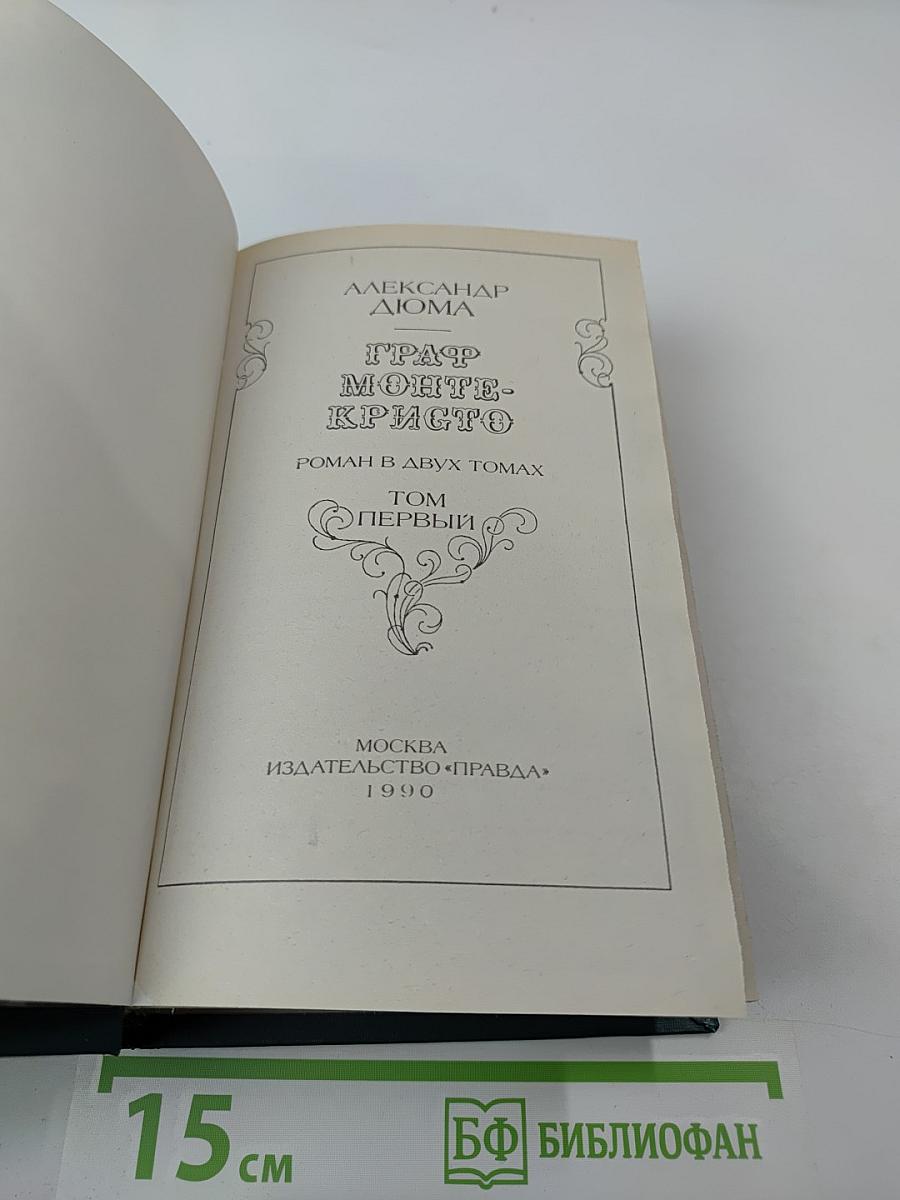 АЛЕКСАНДР
ДЮМА
ГРАФ
МОНТЕ-
КРИСТО
РОМАН В ДВУХ ТОМАХ
ТОМ
ПЕРВЫЙ
МОСКВА
ИЗДАТЕЛЬСТВО «ПРАВДА»
1990
15 см
БФ БИБЛИОФАН